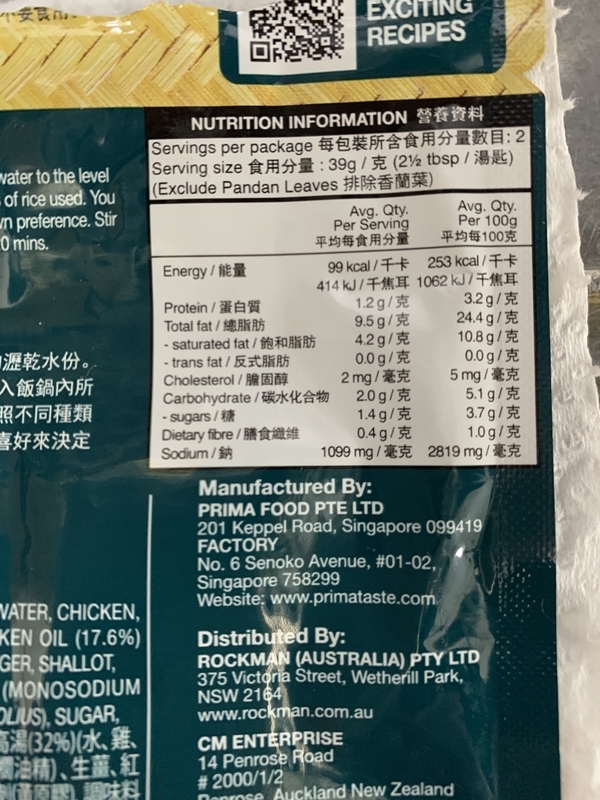 EXCITING
RECIPES
water to the level
of rice used. You
wn preference. Stir
0 mins.
瀝乾水份。
入飯鍋內所
照不同種類
喜好來決定
NUTRITION INFORMATION 營養資料
Servings per package 每包裝所含食用分量數目: 2
Serving size 食用分量 : 39g / 克 (2½ tbsp / 湯匙)
(Exclude Pandan Leaves 排除香蘭葉)
Avg. Qty. Per Serving 平均每食用分量 Avg. Qty. Per 100g 平均每100克
Energy / 能量 99 kcal / 千卡 253 kcal / 千卡
414 kJ / 千焦耳 1062 kJ / 千焦耳
Protein / 蛋白質 1.2 g / 克 3.2 g / 克
Total fat / 總脂肪 9.5 g / 克 24.4 g / 克
- saturated fat / 飽和脂肪 4.2 g / 克 10.8 g / 克
- trans fat / 反式脂肪 0.0 g / 克 0.0 g / 克
Cholesterol / 膽固醇 2 mg / 毫克 5 mg / 毫克
Carbohydrate / 碳水化合物 2.0 g / 克 5.1 g / 克
- sugars / 糖 1.4 g / 克 3.7 g / 克
Dietary fibre / 膳食纖維 0.4 g / 克 1.0 g / 克
Sodium / 鈉 1099 mg / 毫克 2819 mg / 毫克
Manufactured By:
PRIMA FOOD PTE LTD
201 Keppel Road, Singapore 099419
FACTORY
No. 6 Senoko Avenue, #01-02,
Singapore 758299
Website: www.primataste.com
Distributed By:
ROCKMAN (AUSTRALIA) PTY LTD
375 Victoria Street, Wetherill Park,
NSW 2164
www.rockman.com.au
CM ENTERPRISE
14 Penrose Road
# 2000/1/2
Penrose, Auckland New Zealand
WATER, CHICKEN,
KEN OIL (17.6%)
GER, SHALLOT,
(MONOSODIUM
OLIUS), SUGAR,
高湯(32%)(水、雞、
油精)、生薑、紅
調味料